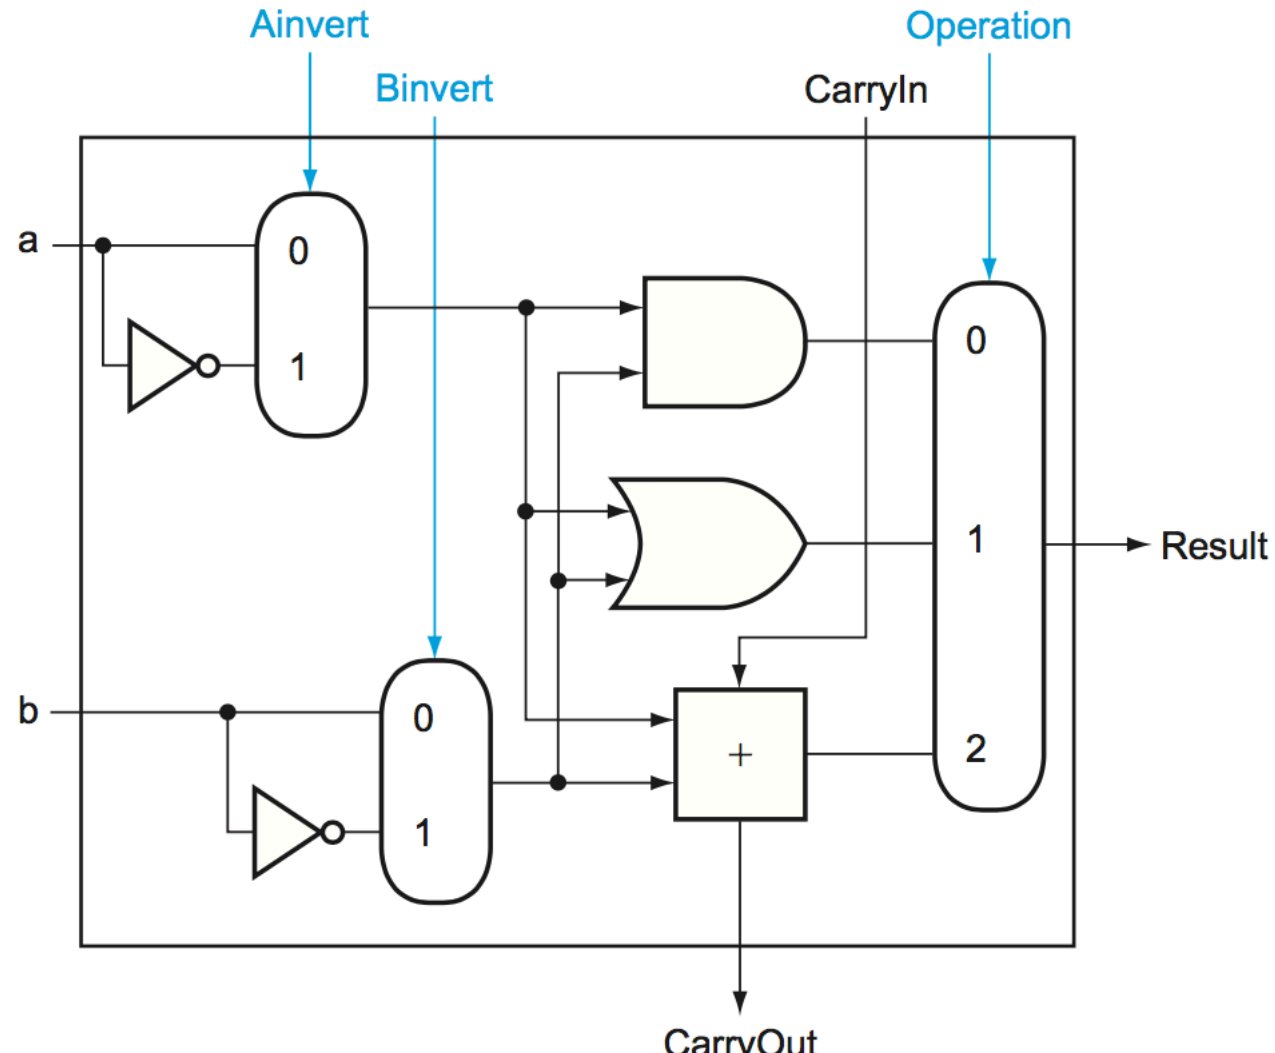 Ainvert
Operation
Binvert
CarryIn
a
0
1
0
1
Result
b
0
1
+
2
CarryOut